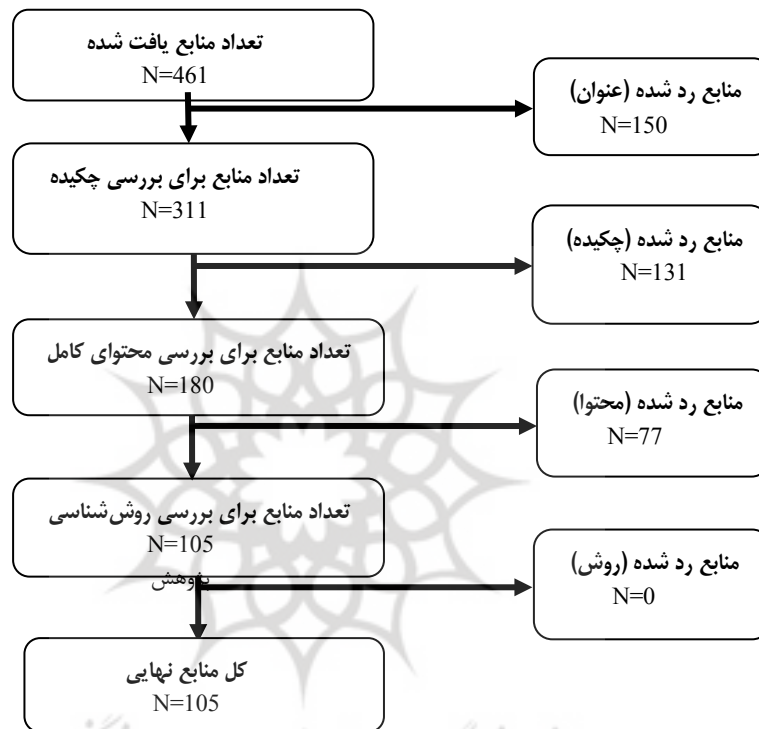 تعداد منابع یافت شده
N=461
منابع رد شده (عنوان)
N=150
تعداد منابع برای بررسی چکیده
N=311
منابع رد شده (چکیده)
N=131
تعداد منابع برای بررسی محتوای کامل
N=180
منابع رد شده (محتوا)
N=77
تعداد منابع برای بررسی روش‌شناسی
N=105
پژوهش
منابع رد شده (روش)
N=0
کل منابع نهایی
N=105